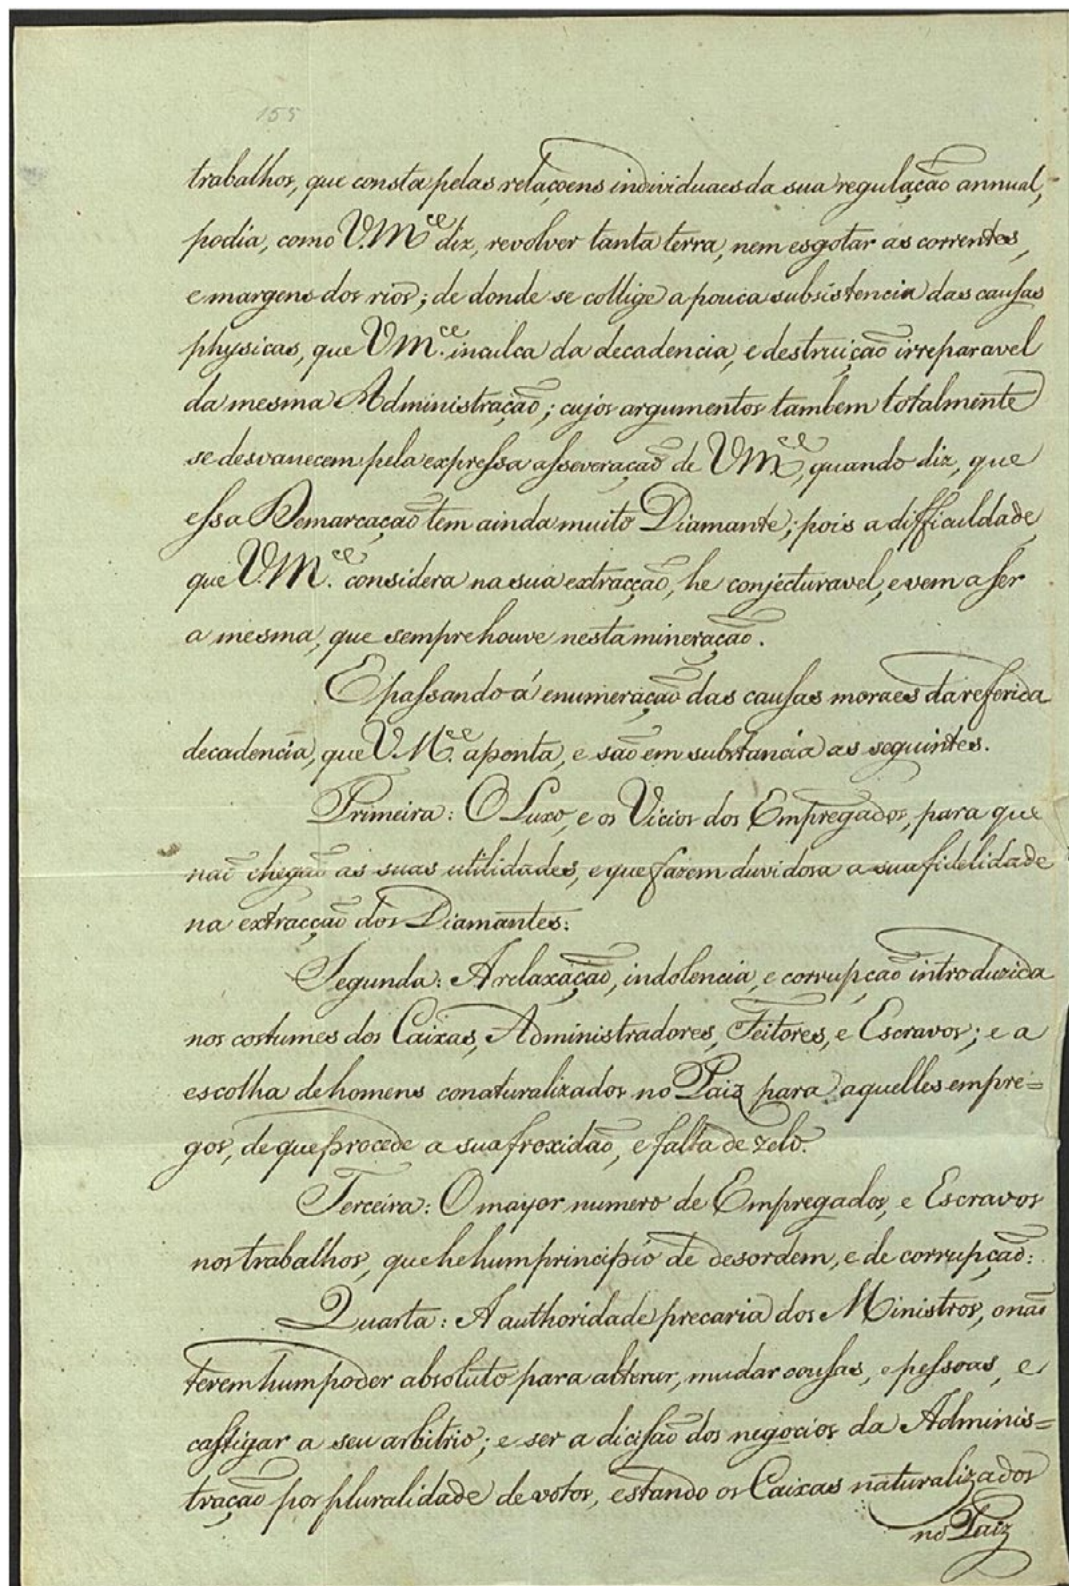 155
trabalhos, que consta pelas relaçoens individuaes da sua regulação annual,
podia, como V.M.ce diz, revolver tanta terra, nem esgotar as correntes,
e margens dos rios; de donde se collige a pouca subsistencia das causas
physicas, que V.M.ce inculca da decadencia, e destruição irreparavel
da mesma Administração; cujos argumentos tambem totalmente
se desvanecem pela expressa asseveração de V.M.ce, quando diz, que
essa Demarcação tem ainda muito Diamante; pois a difficuldade,
que V.M.ce considera na sua extracção, he conjecturavel, e vem a ser
a mesma, que sempre houve nesta mineração.
E passando á enumeração das causas moraes da referida
decadencia, que V.M.ce aponta, e são em substancia as seguintes.
Primeira: O Luxo, e os Vicios dos Empregados, para que
naõ chegaõ as suas utilidades, e que fazem duvidosa a sua fidelidade
na extracção dos Diamantes:
Segunda: A relaxação, indolencia, e corrupção introduzida
nos costumes dos Caixas, Administradores, Feitores, e Escravos; e a
escolha de homens conaturalizados no Paiz para aquelles empre=
gos, de que procede a sua froxidão, e falta de zelo.
Terceira: O mayor numero de Empregados, e Escravos
nos trabalhos, que he hum principio de desordem, e de corrupção:
Quarta: A authoridade precaria dos Ministros, o naõ
terem hum poder absoluto para alterar, mudar cousas, e pessoas, e
castigar a seu arbitrio; e ser a dicisaõ dos negocios da Adminis=
tração por pluralidade de votos, estando os Caixas naturalizados
no Paiz